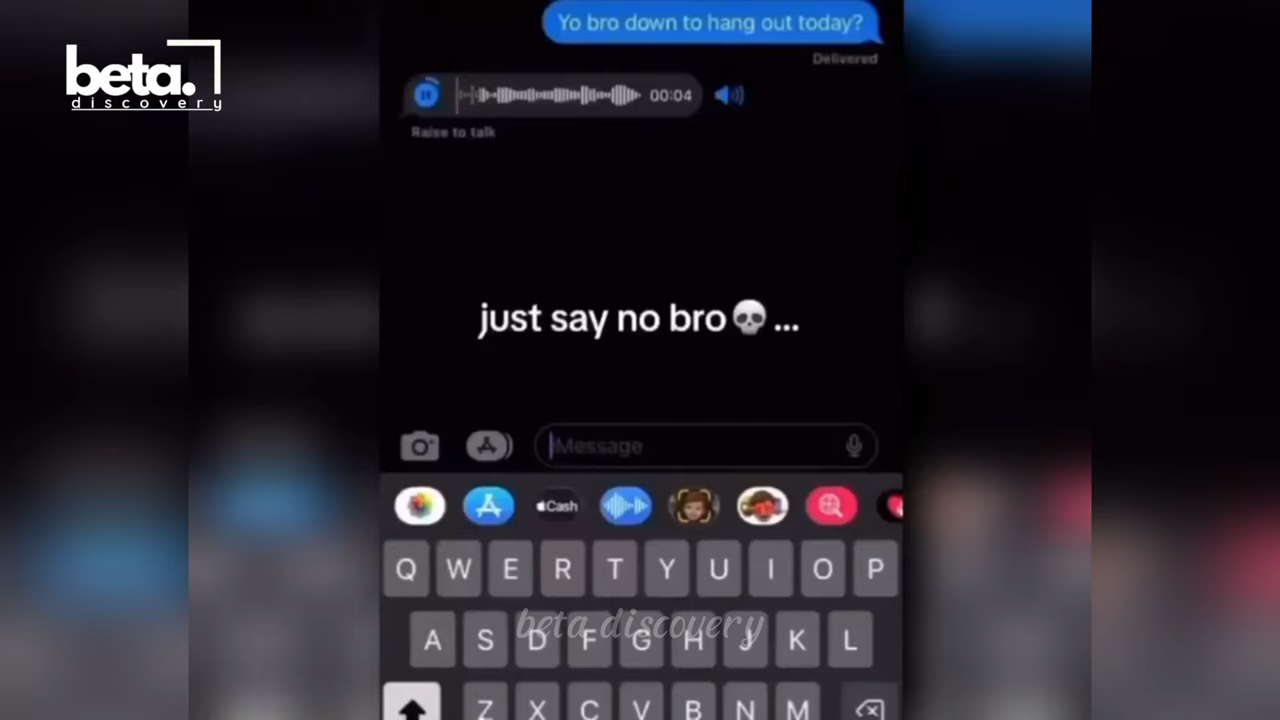 beta.
discovery
Yo bro down to hang out today?
Delivered
00:04
Raise to talk
just say no bro💀...
Message
Cash
Q W E R T Y U I O P
beta discovery
A S D F G H J K L
Z X C V B N M